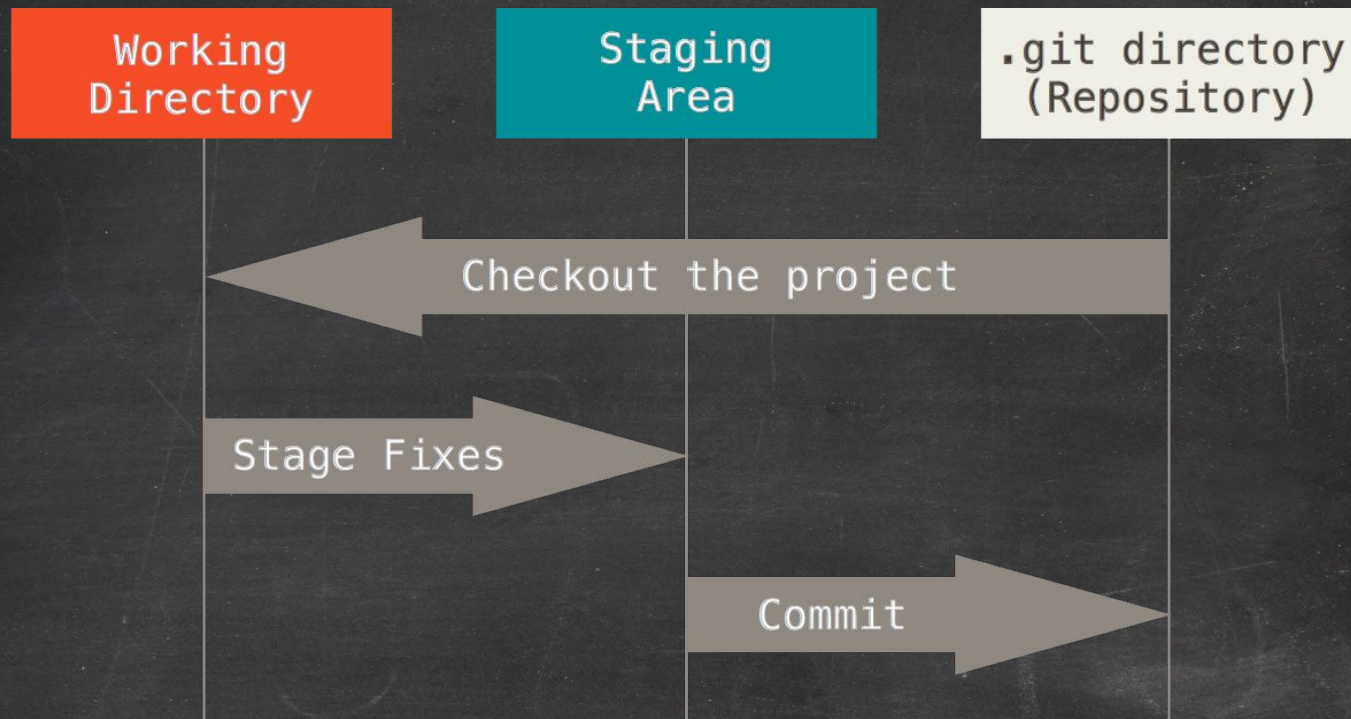 Working
Directory
Staging
Area
.git directory
(Repository)
Checkout the project
Stage Fixes
Commit